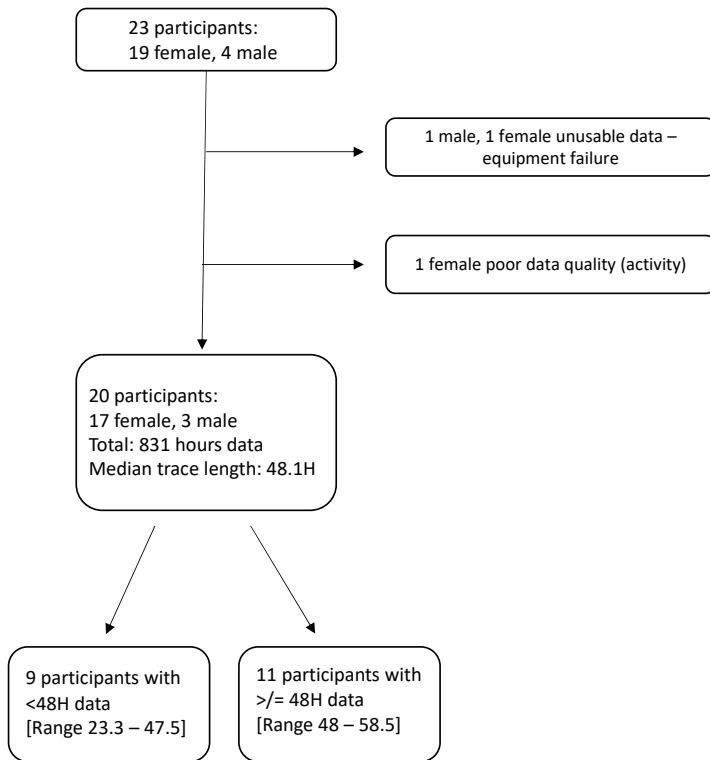 23 participants:
19 female, 4 male
1 male, 1 female unusable data –
equipment failure
1 female poor data quality (activity)
20 participants:
17 female, 3 male
Total: 831 hours data
Median trace length: 48.1H
9 participants with
<48H data
[Range 23.3 – 47.5]
11 participants with
>/= 48H data
[Range 48 – 58.5]